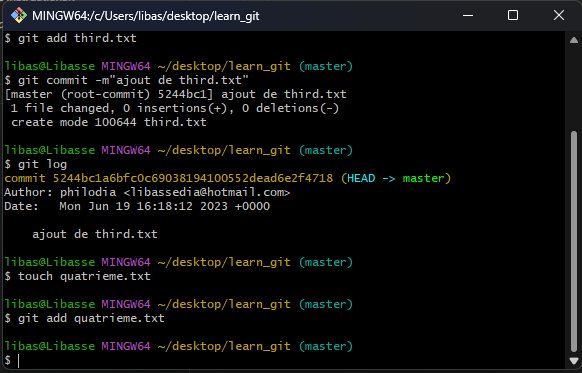 MINGW64:/c/Users/libas/desktop/learn_git
$ git add third.txt
libas@Libasse MINGW64 ~/desktop/learn_git (master)
$ git commit -m"ajout de third.txt"
[master (root-commit) 5244bc1] ajout de third.txt
 1 file changed, 0 insertions(+), 0 deletions(-)
 create mode 100644 third.txt
libas@Libasse MINGW64 ~/desktop/learn_git (master)
$ git log
commit 5244bc1a6bfc0c69038194100552dead6e2f4718 (HEAD -> master)
Author: philodia <libassedia@hotmail.com>
Date:   Mon Jun 19 16:18:12 2023 +0000
    ajout de third.txt
libas@Libasse MINGW64 ~/desktop/learn_git (master)
$ touch quatrieme.txt
libas@Libasse MINGW64 ~/desktop/learn_git (master)
$ git add quatrieme.txt
libas@Libasse MINGW64 ~/desktop/learn_git (master)
$